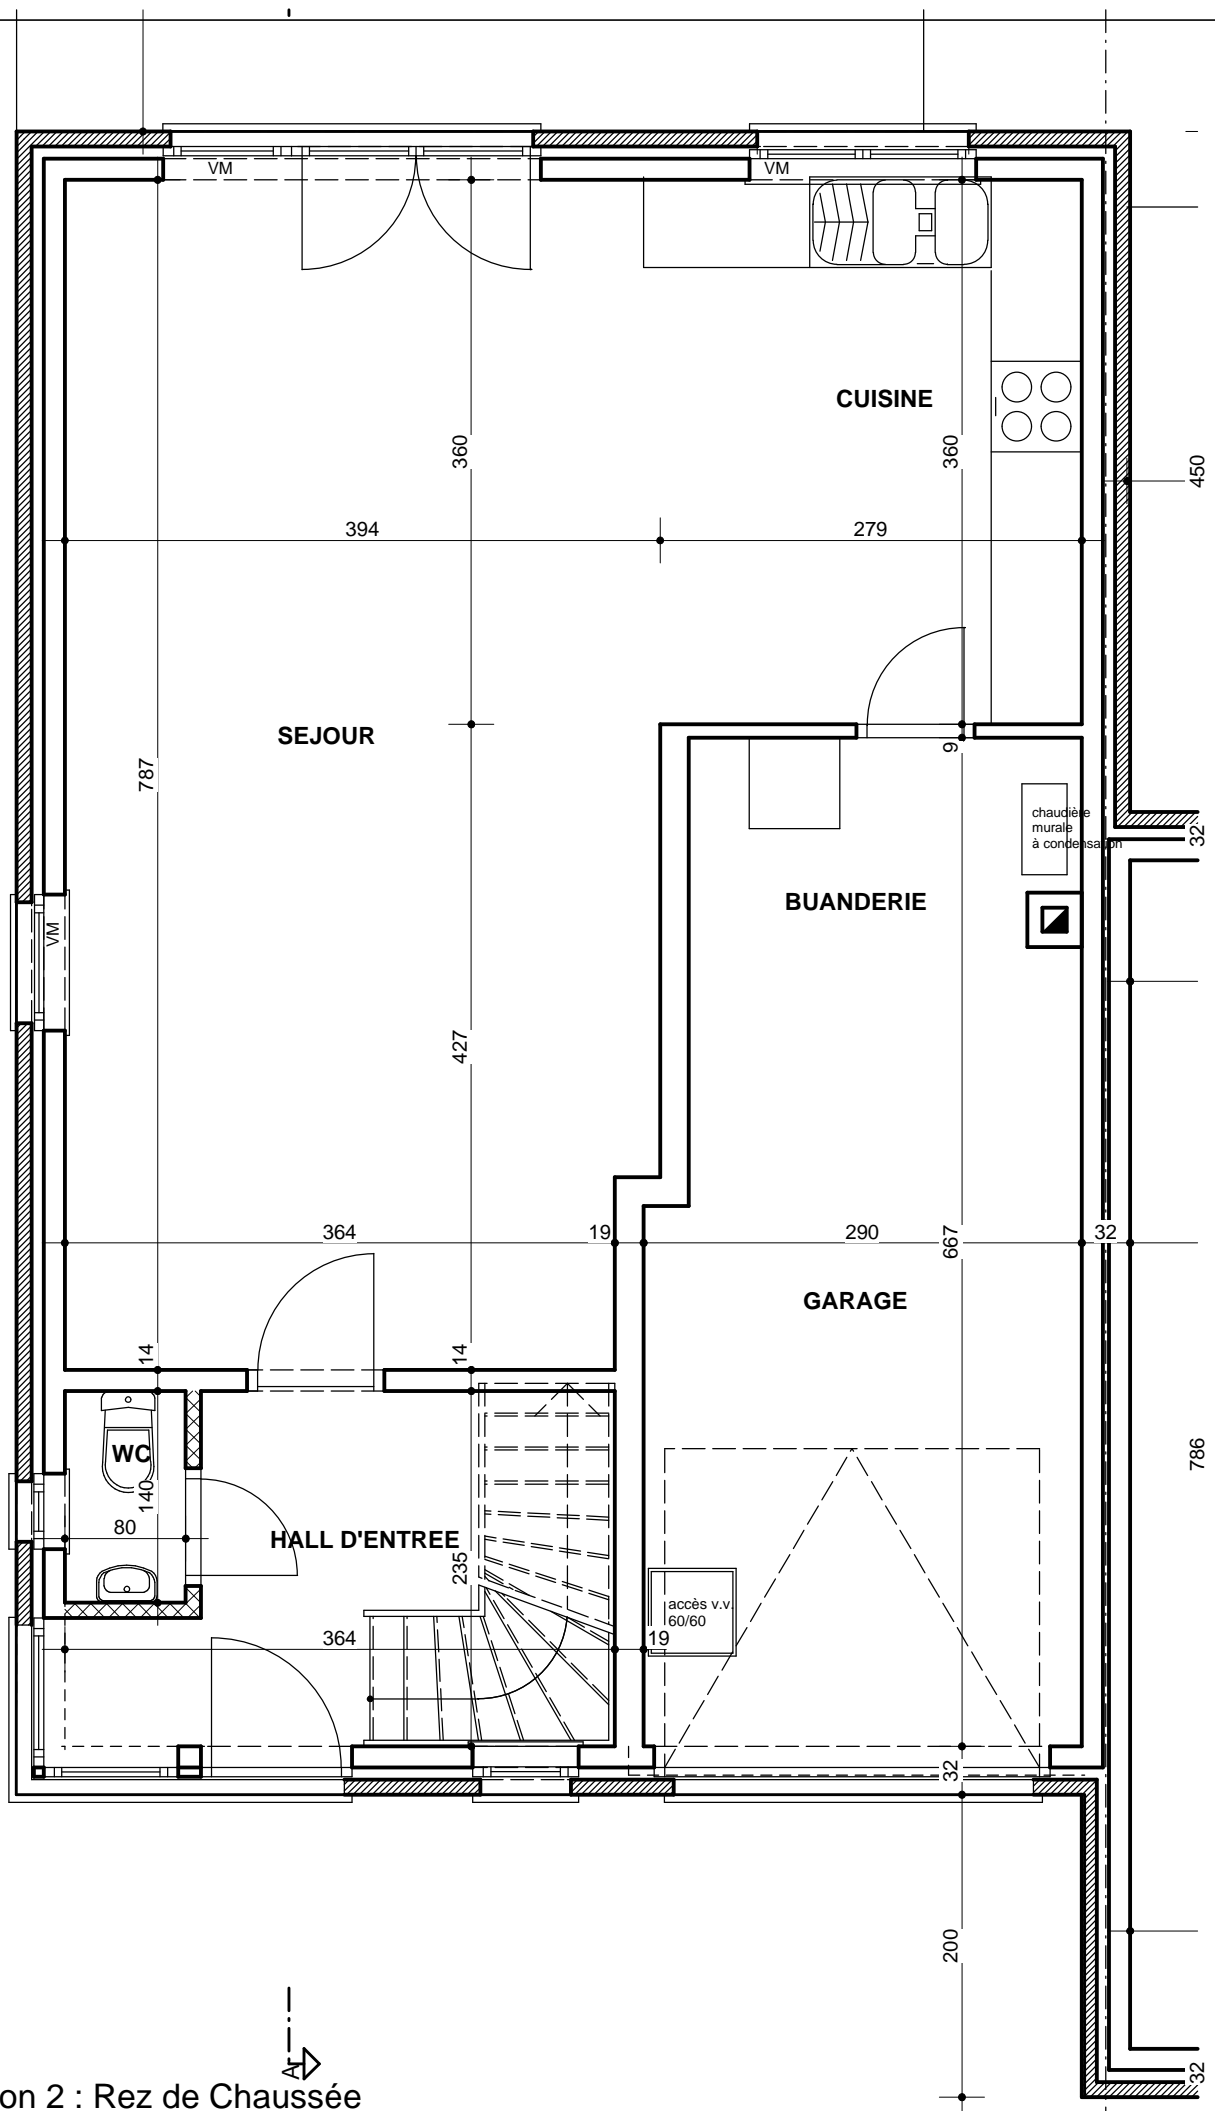 VM
VM
CUISINE
360
360
450
394
279
SEJOUR
9
787
chaudière
murale
à condensation
32
BUANDERIE
VM
427
364
19
290
667
32
GARAGE
14
14
WC
140
786
80
HALL D'ENTREE
235
accès v.v.
60/60
364
19
32
200
A
32
on 2 : Rez de Chaussée